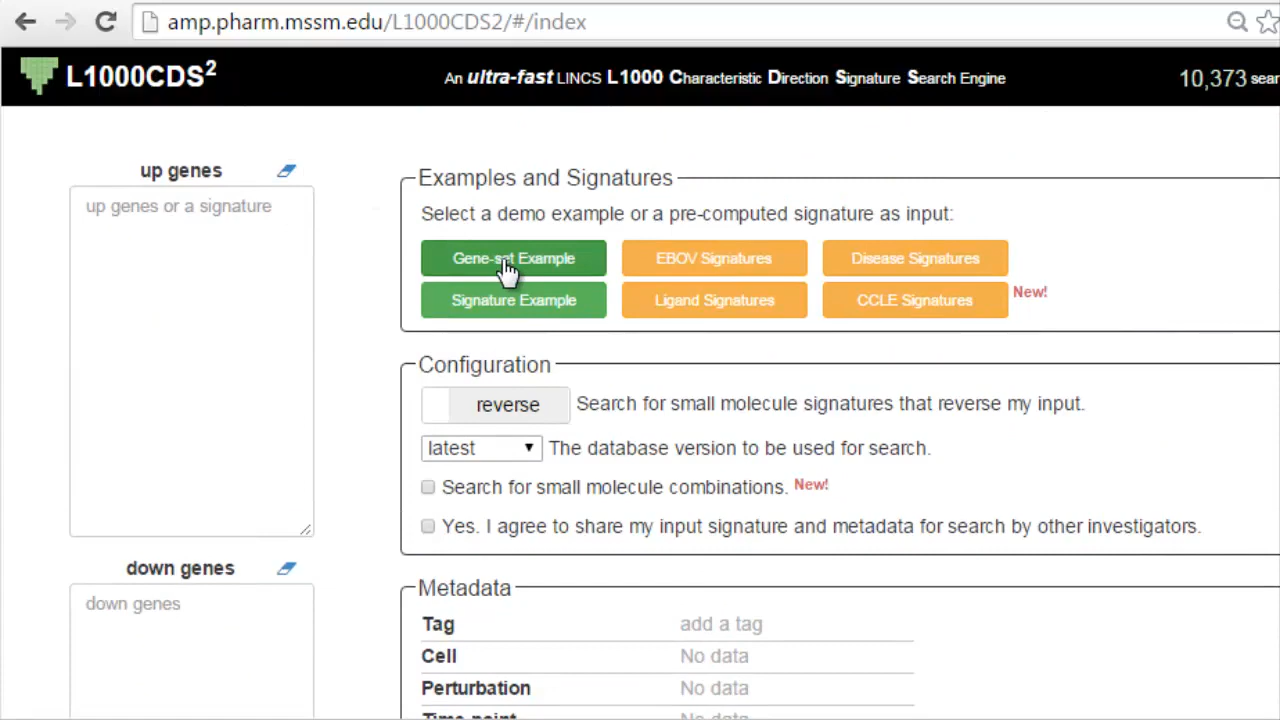 amp.pharm.mssm.edu/L1000CDS2/#/index
L1000CDS²
An ultra-fast LINCS L1000 Characteristic Direction Signature Search Engine
10,373
up genes
up genes or a signature
down genes
down genes
Examples and Signatures
Select a demo example or a pre-computed signature as input:
Gene-set Example
EBOV Signatures
Disease Signatures
Signature Example
Ligand Signatures
CCLE Signatures
New!
Configuration
reverse
Search for small molecule signatures that reverse my input.
latest
The database version to be used for search.
Search for small molecule combinations. New!
Yes. I agree to share my input signature and metadata for search by other investigators.
Metadata
Tag
add a tag
Cell
No data
Perturbation
No data
Time point
No data